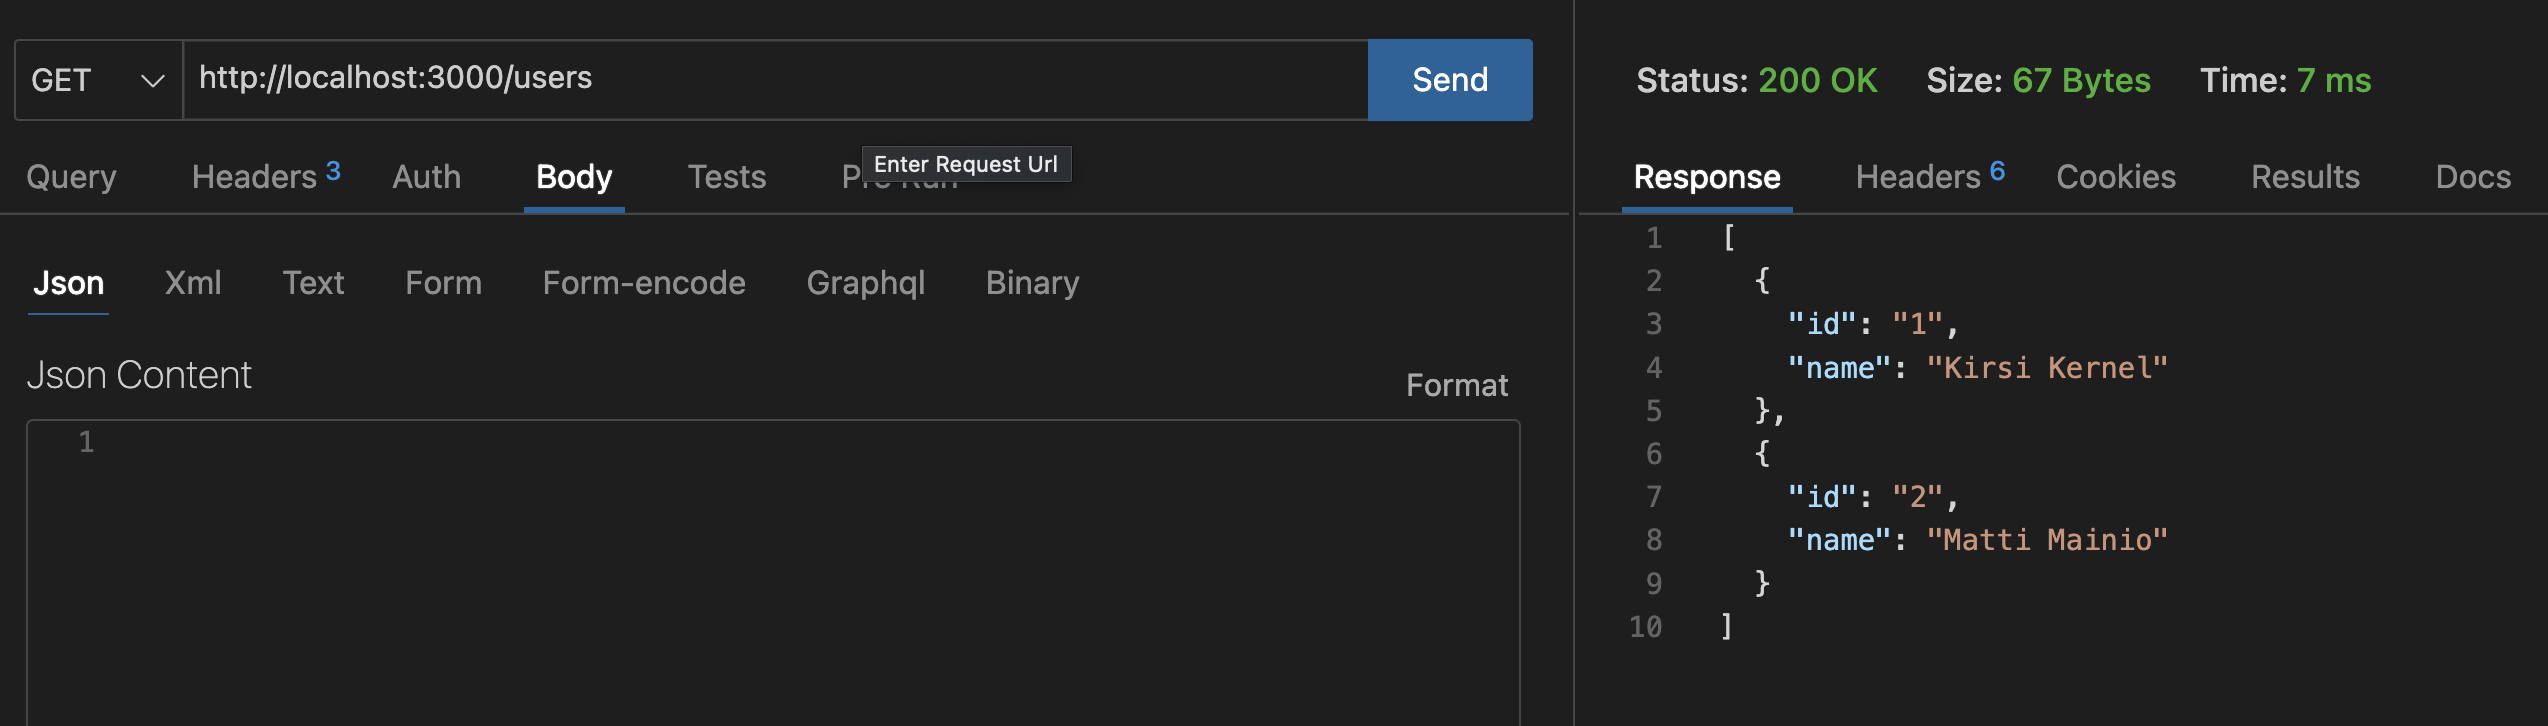 GET http://localhost:3000/users Send
Query Headers 3 Auth Body Tests
Enter Request Url
Json Xml Text Form Form-encode Graphql Binary
Json Content
Format
1
Status: 200 OK Size: 67 Bytes Time: 7 ms
Response Headers 6 Cookies Results Docs
1 [
2 {
3 "id": "1",
4 "name": "Kirsi Kernel"
5 },
6 {
7 "id": "2",
8 "name": "Matti Mainio"
9 }
10 ]